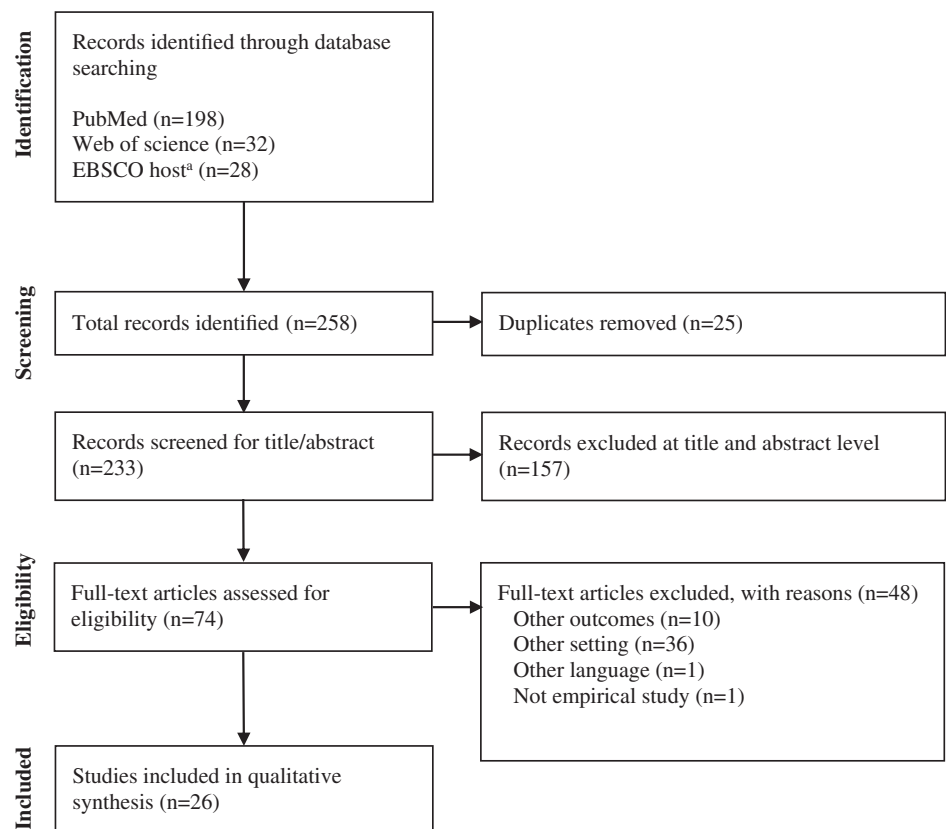 Identification
Records identified through database
searching
PubMed (n=198)
Web of science (n=32)
EBSCO hostᵃ (n=28)
Screening
Total records identified (n=258)
Duplicates removed (n=25)
Records screened for title/abstract
(n=233)
Records excluded at title and abstract level
(n=157)
Eligibility
Full-text articles assessed for
eligibility (n=74)
Full-text articles excluded, with reasons (n=48)
Other outcomes (n=10)
Other setting (n=36)
Other language (n=1)
Not empirical study (n=1)
Included
Studies included in qualitative
synthesis (n=26)